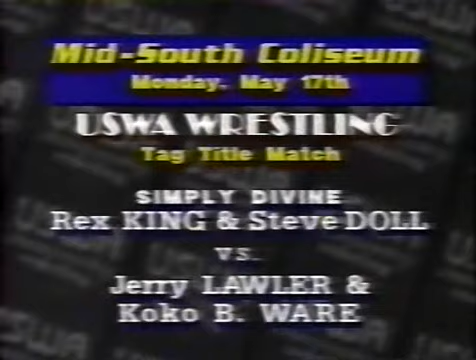 Mid-South Coliseum
Monday, May 17th
USWA WRESTLING
Tag Title Match
SIMPLY DIVINE
Rex KING & Steve DOLL
VS.
Jerry LAWLER &
Koko B. WARE